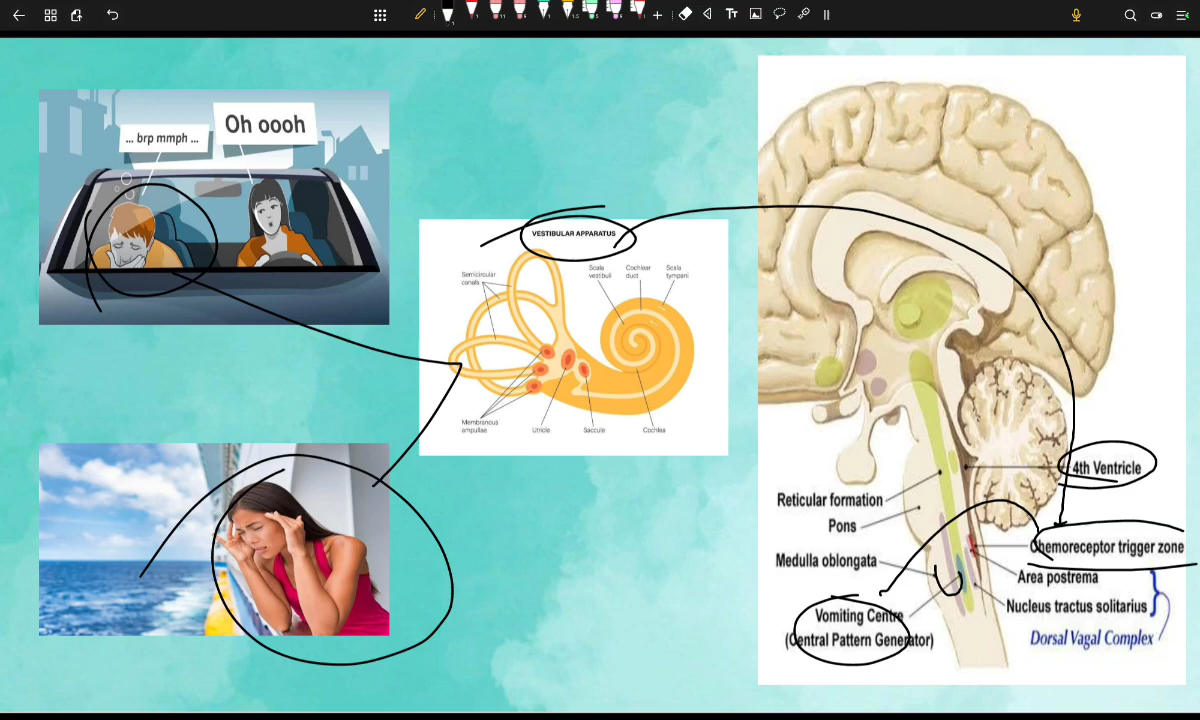 ... brp mmph ...
Oh oooh
VESTIBULAR APPARATUS
Semicircular
canals
Scala
vestibuli
Cochlear
duct
Scala
tympani
Membranous
ampullae
Utricle
Saccule
Cochlea
4th Ventricle
Reticular formation
Pons
Chemoreceptor trigger zone
Medulla oblongata
Area postrema
Nucleus tractus solitarius
Vomiting Centre
(Central Pattern Generator)
Dorsal Vagal Complex